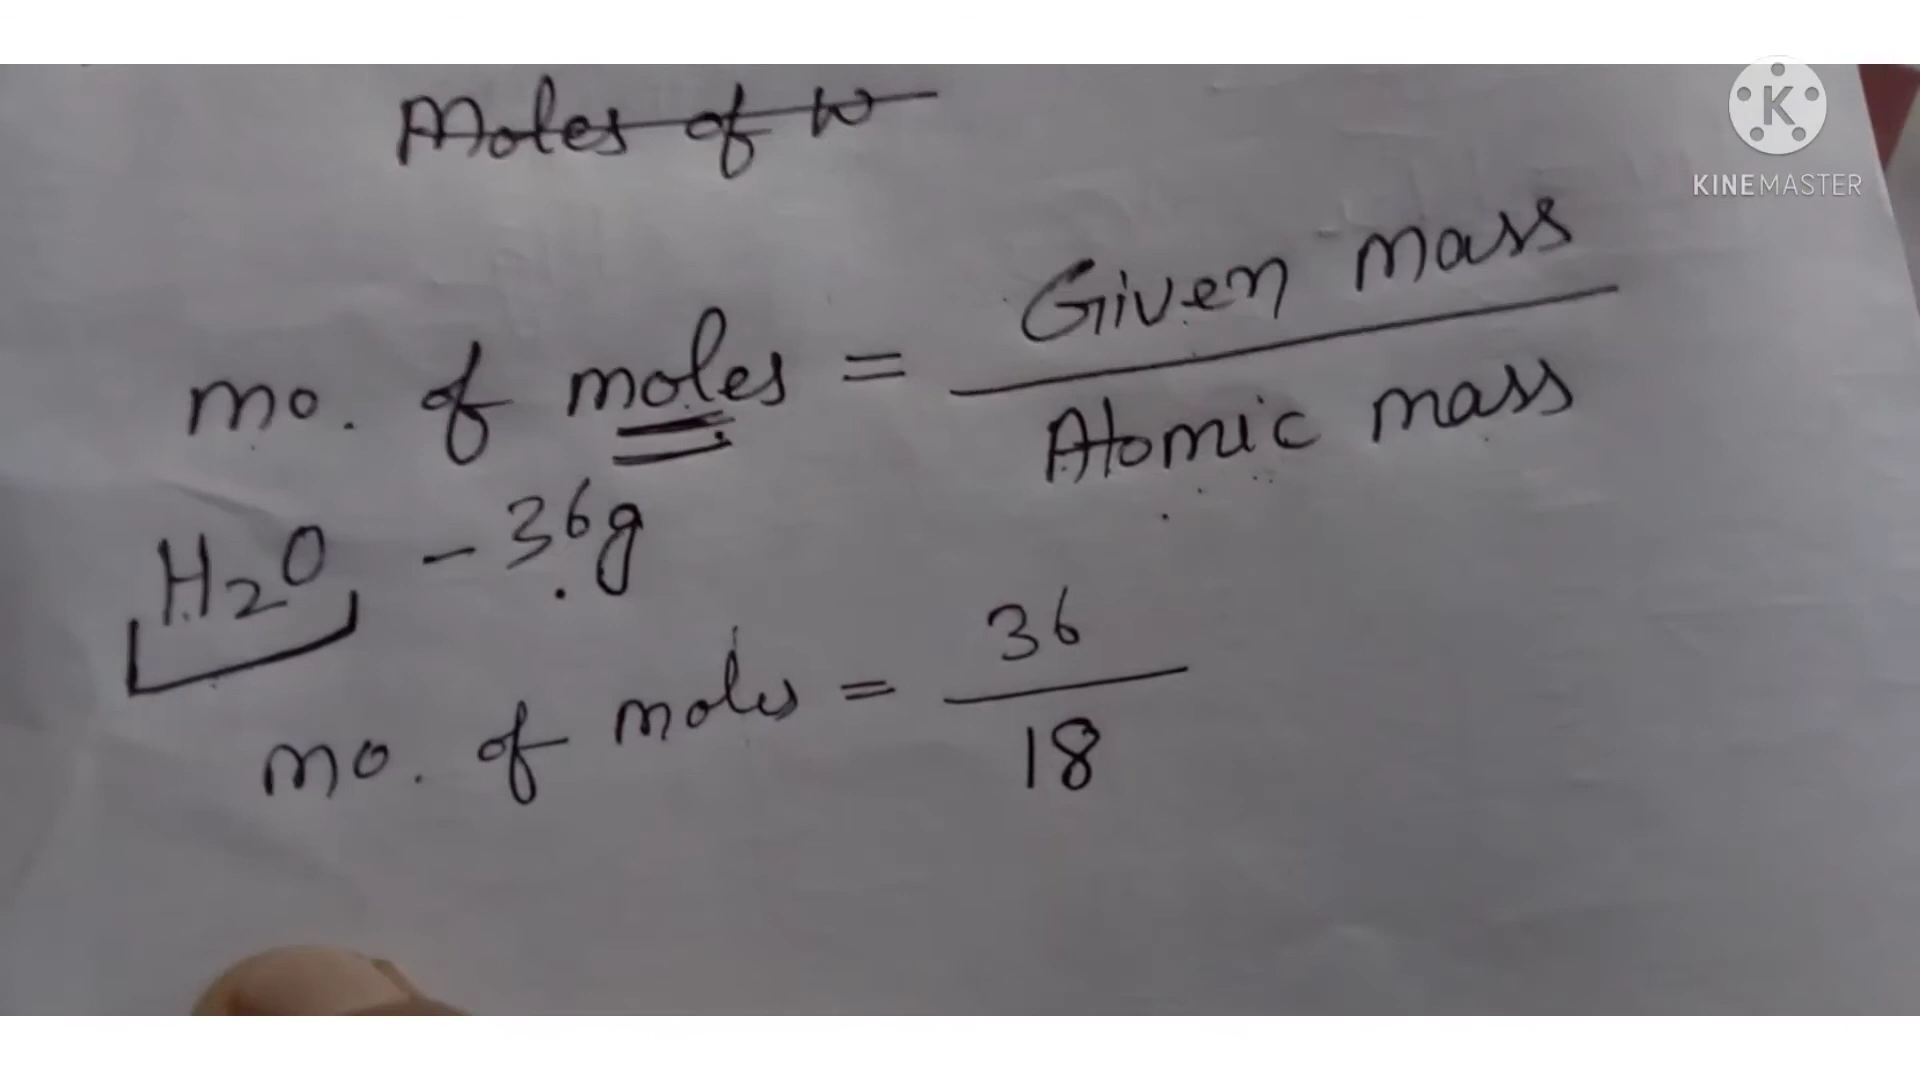 Moles of w
KINEMASTER
no. of moles = Given mass / Atomic mass
H₂O - 36g
no. of moles = 36 / 18